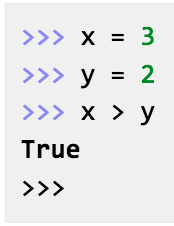 >>> x = 3
>>> y = 2
>>> x > y
True
>>>